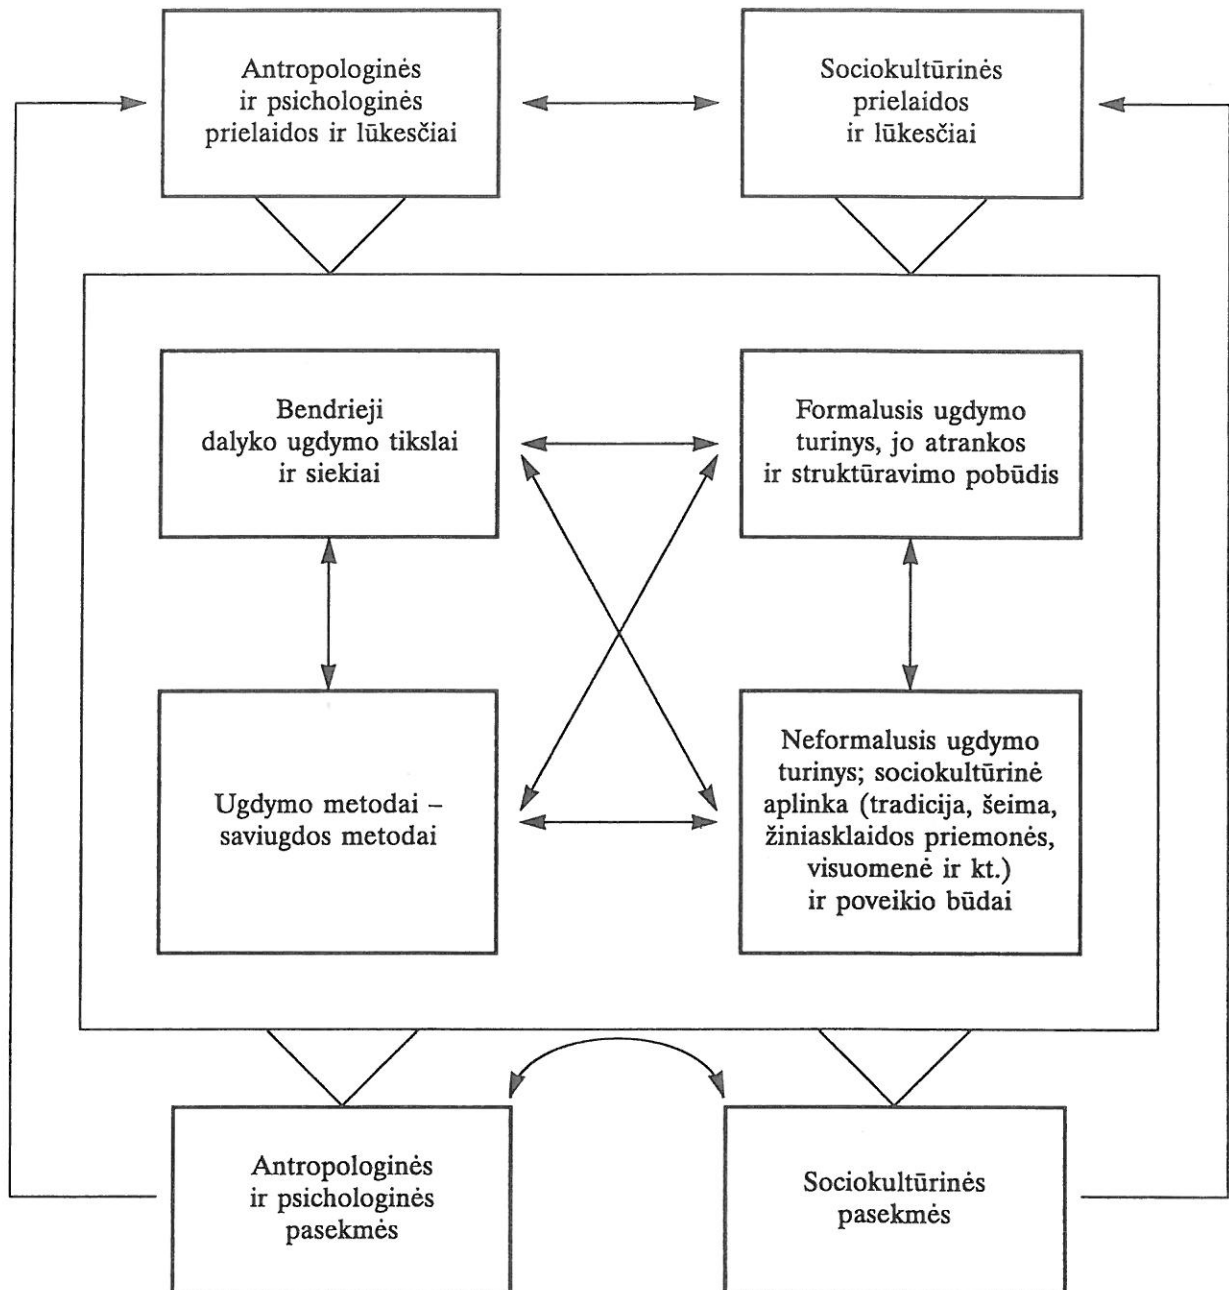 Antropologinės
ir psichologinės
prielaidos ir lūkesčiai
Sociokultūrinės
prielaidos
ir lūkesčiai
Bendrieji
dalyko ugdymo tikslai
ir siekiai
Formalusis ugdymo
turinys, jo atrankos
ir struktūravimo pobūdis
Ugdymo metodai –
saviugdos metodai
Neformalusis ugdymo
turinys; sociokultūrinė
aplinka (tradicija, šeima,
žiniasklaidos priemonės,
visuomenė ir kt.)
ir poveikio būdai
Antropologinės
ir psichologinės
pasekmės
Sociokultūrinės
pasekmės